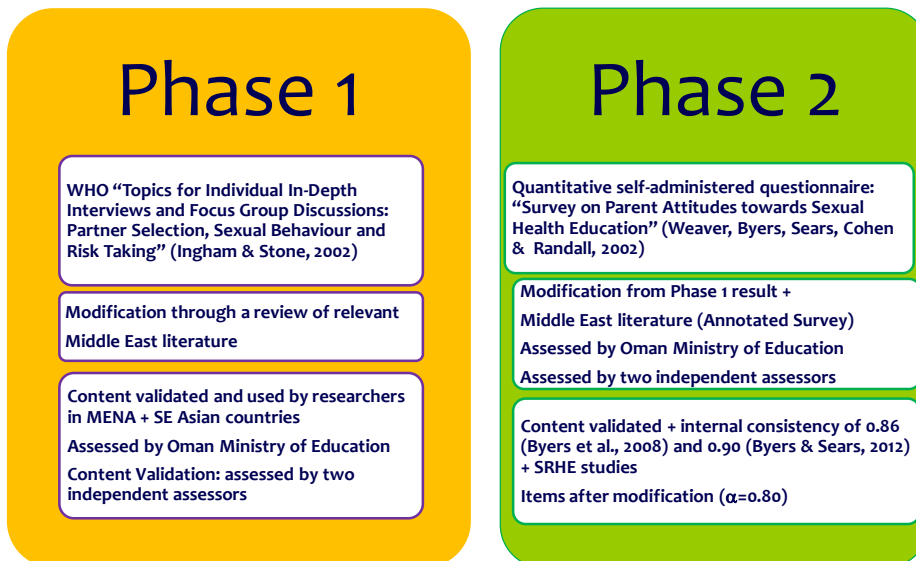 Phase 1
WHO “Topics for Individual In-Depth
Interviews and Focus Group Discussions:
Partner Selection, Sexual Behaviour and
Risk Taking” (Ingham & Stone, 2002)
Modification through a review of relevant
Middle East literature
Content validated and used by researchers
in MENA + SE Asian countries
Assessed by Oman Ministry of Education
Content Validation: assessed by two
independent assessors
Phase 2
Quantitative self-administered questionnaire:
“Survey on Parent Attitudes towards Sexual
Health Education” (Weaver, Byers, Sears, Cohen
& Randall, 2002)
Modification from Phase 1 result +
Middle East literature (Annotated Survey)
Assessed by Oman Ministry of Education
Assessed by two independent assessors
Content validated + internal consistency of 0.86
(Byers et al., 2008) and 0.90 (Byers & Sears, 2012)
+ SRHE studies
Items after modification (α=0.80)